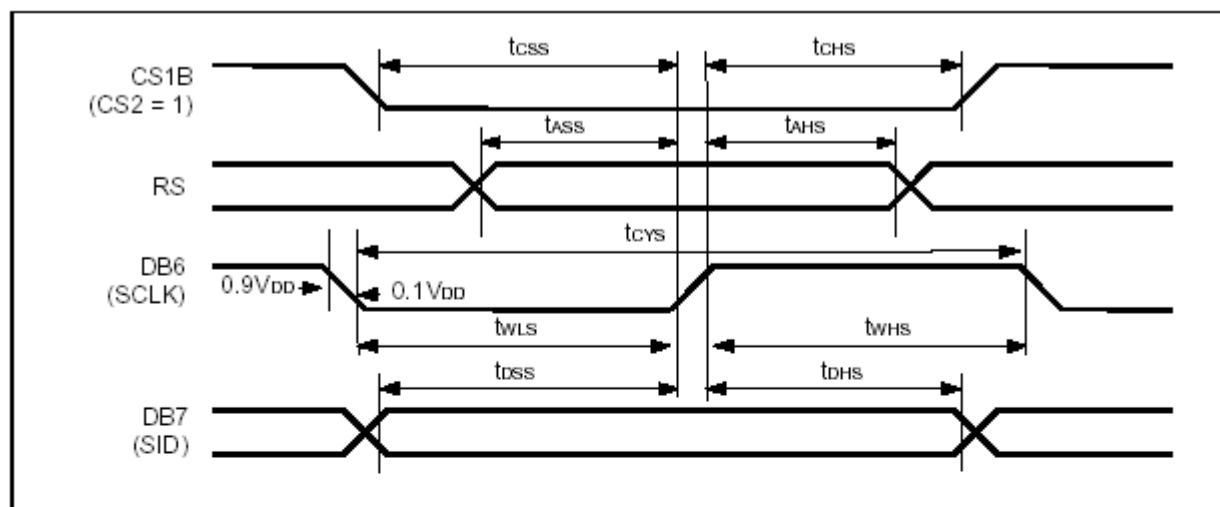 tCSS
tCHS
CS1B
(CS2 = 1)
tASS
tAHS
RS
tCYS
DB6
(SCLK)
0.9VDD
0.1VDD
tWLS
tWHS
tDSS
tDHS
DB7
(SID)